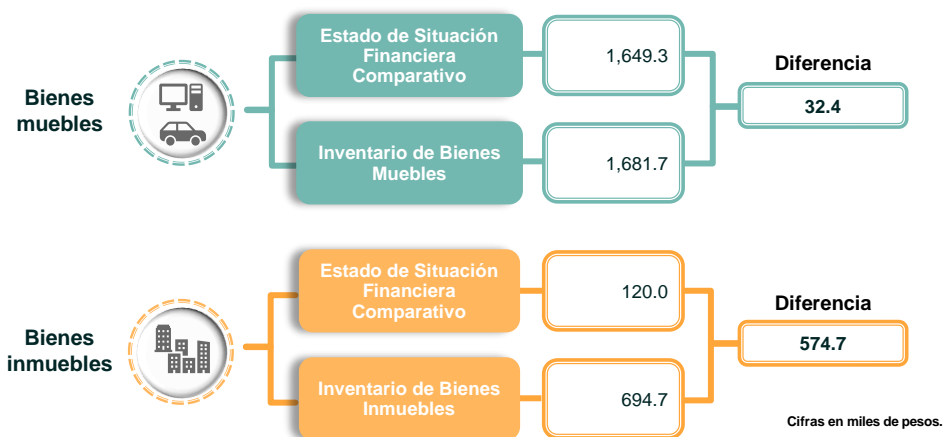 Bienes
muebles
Estado de Situación
Financiera
Comparativo
1,649.3
Inventario de Bienes
Muebles
1,681.7
Diferencia
32.4
Bienes
inmuebles
Estado de Situación
Financiera
Comparativo
120.0
Inventario de Bienes
Inmuebles
694.7
Diferencia
574.7
Cifras en miles de pesos.